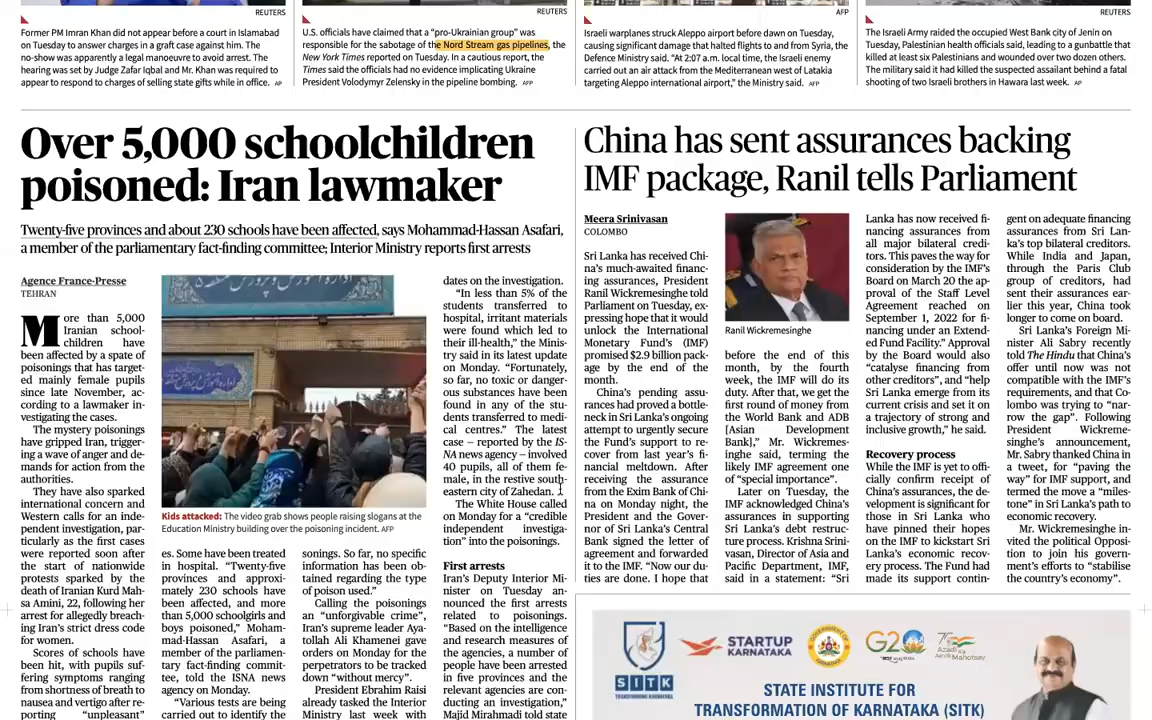 REUTERS
Former PM Imran Khan did not appear before a court in Islamabad
on Tuesday to answer charges in a graft case against him. The
no-show was apparently a legal manoeuvre to avoid arrest. The
hearing was set by Judge Zafar Iqbal and Mr. Khan was required to
appear to respond to charges of selling state gifts while in office. AP
REUTERS
U.S. officials have claimed that a “pro-Ukrainian group” was
responsible for the sabotage of the Nord Stream gas pipelines, the
New York Times reported on Tuesday. In a cautious report, the
Times said the officials had no evidence implicating Ukraine
President Volodymyr Zelensky in the pipeline bombing. AFP
AFP
Israeli warplanes struck Aleppo airport before dawn on Tuesday,
causing significant damage that halted flights to and from Syria, the
Defence Ministry said. “At 2:07 a.m. local time, the Israeli enemy
carried out an air attack from the Mediterranean west of Latakia
targeting Aleppo international airport,” the Ministry said. AFP
REUTERS
The Israeli Army raided the occupied West Bank city of Jenin on
Tuesday, Palestinian health officials said, leading to a gunbattle that
killed at least six Palestinians and wounded over two dozen others.
The military said it had killed the suspected assailant behind a fatal
shooting of two Israeli brothers in Hawara last week. AP
Over 5,000 schoolchildren
poisoned: Iran lawmaker
Twenty-five provinces and about 230 schools have been affected, says Mohammad-Hassan Asafari,
a member of the parliamentary fact-finding committee; Interior Ministry reports first arrests
Agence France-Presse
TEHRAN
More than 5,000
Iranian school-
children have
been affected by a spate of
poisonings that has target-
ed mainly female pupils
since late November, ac-
cording to a lawmaker in-
vestigating the cases.
The mystery poisonings
have gripped Iran, trigger-
ing a wave of anger and de-
mands for action from the
authorities.
They have also sparked
international concern and
Western calls for an inde-
pendent investigation, par-
ticularly as the first cases
were reported soon after
the start of nationwide
protests sparked by the
death of Iranian Kurd Mah-
sa Amini, 22, following her
arrest for allegedly breach-
ing Iran’s strict dress code
for women.
Scores of schools have
been hit, with pupils suf-
fering symptoms ranging
from shortness of breath to
nausea and vertigo after re-
porting “unpleasant”
Kids attacked: The video grab shows people raising slogans at the
Education Ministry building over the poisoning incident. AFP
es. Some have been treated
in hospital. “Twenty-five
provinces and approxi-
mately 230 schools have
been affected, and more
than 5,000 schoolgirls and
boys poisoned,” Moham-
mad-Hassan Asafari, a
member of the parliamen-
tary fact-finding commit-
tee, told the ISNA news
agency on Monday.
“Various tests are being
carried out to identify the
sonings. So far, no specific
information has been ob-
tained regarding the type
of poison used.”
Calling the poisonings
an “unforgivable crime”,
Iran’s supreme leader Aya-
tollah Ali Khamenei gave
orders on Monday for the
perpetrators to be tracked
down “without mercy”.
President Ebrahim Raisi
already tasked the Interior
Ministry last week with
dates on the investigation.
“In less than 5% of the
students transferred to
hospital, irritant materials
were found which led to
their ill-health,” the Minis-
try said in its latest update
on Monday. “Fortunately,
so far, no toxic or danger-
ous substances have been
found in any of the stu-
dents transferred to medi-
cal centres.” The latest
case – reported by the IS-
NA news agency – involved
40 pupils, all of them fe-
male, in the restive south-
eastern city of Zahedan.
The White House called
on Monday for a “credible
independent investiga-
tion” into the poisonings.
First arrests
Iran’s Deputy Interior Mi-
nister on Tuesday an-
nounced the first arrests
related to poisonings.
“Based on the intelligence
and research measures of
the agencies, a number of
people have been arrested
in five provinces and the
relevant agencies are con-
ducting an investigation,”
Majid Mirahmadi told state
China has sent assurances backing
IMF package, Ranil tells Parliament
Meera Srinivasan
COLOMBO
Sri Lanka has received Chi-
na’s much-awaited financ-
ing assurances, President
Ranil Wickremesinghe told
Parliament on Tuesday, ex-
pressing hope that it would
unlock the International
Monetary Fund’s (IMF)
promised $2.9 billion pack-
age by the end of the
month.
China’s pending assu-
rances had proved a bottle-
neck in Sri Lanka’s ongoing
attempt to urgently secure
the Fund’s support to re-
cover from last year’s fi-
nancial meltdown. After
receiving the assurance
from the Exim Bank of Chi-
na on Monday night, the
President and the Gover-
nor of Sri Lanka’s Central
Bank signed the letter of
agreement and forwarded
it to the IMF. “Now our du-
ties are done. I hope that
Ranil Wickremesinghe
before the end of this
month, by the fourth
week, the IMF will do its
duty. After that, we get the
first round of money from
the World Bank and ADB
[Asian Development
Bank],” Mr. Wickremes-
inghe said, terming the
likely IMF agreement one
of “special importance”.
Later on Tuesday, the
IMF acknowledged China’s
assurances in supporting
Sri Lanka’s debt restruc-
ture process. Krishna Srini-
vasan, Director of Asia and
Pacific Department, IMF,
said in a statement: “Sri
Lanka has now received fi-
nancing assurances from
all major bilateral credi-
tors. This paves the way for
consideration by the IMF’s
Board on March 20 the ap-
proval of the Staff Level
Agreement reached on
September 1, 2022 for fi-
nancing under an Extend-
ed Fund Facility.” Approval
by the Board would also
“catalyse financing from
other creditors”, and “help
Sri Lanka emerge from its
current crisis and set it on
a trajectory of strong and
inclusive growth,” he said.
Recovery process
While the IMF is yet to offi-
cially confirm receipt of
China’s assurances, the de-
velopment is significant for
those in Sri Lanka who
have pinned their hopes
on the IMF to kickstart Sri
Lanka’s economic recov-
ery process. The Fund had
made its support contin-
gent on adequate financing
assurances from Sri Lan-
ka’s top bilateral creditors.
While India and Japan,
through the Paris Club
group of creditors, had
sent their assurances ear-
lier this year, China took
longer to come on board.
Sri Lanka’s Foreign Mi-
nister Ali Sabry recently
told The Hindu that China’s
offer until now was not
compatible with the IMF’s
requirements, and that Co-
lombo was trying to “nar-
row the gap”. Following
President Wickreme-
singhe’s announcement,
Mr. Sabry thanked China in
a tweet, for “paving the
way” for IMF support, and
termed the move a “miles-
tone” in Sri Lanka’s path to
economic recovery.
Mr. Wickremesinghe in-
vited the political Opposi-
tion to join his govern-
ment’s efforts to “stabilise
the country’s economy”.
SITK
TRANSFORMING KARNATAKA
STARTUP
KARNATAKA
G20
75
Azadi Ka
Amrit Mahotsav
STATE INSTITUTE FOR
TRANSFORMATION OF KARNATAKA (SITK)